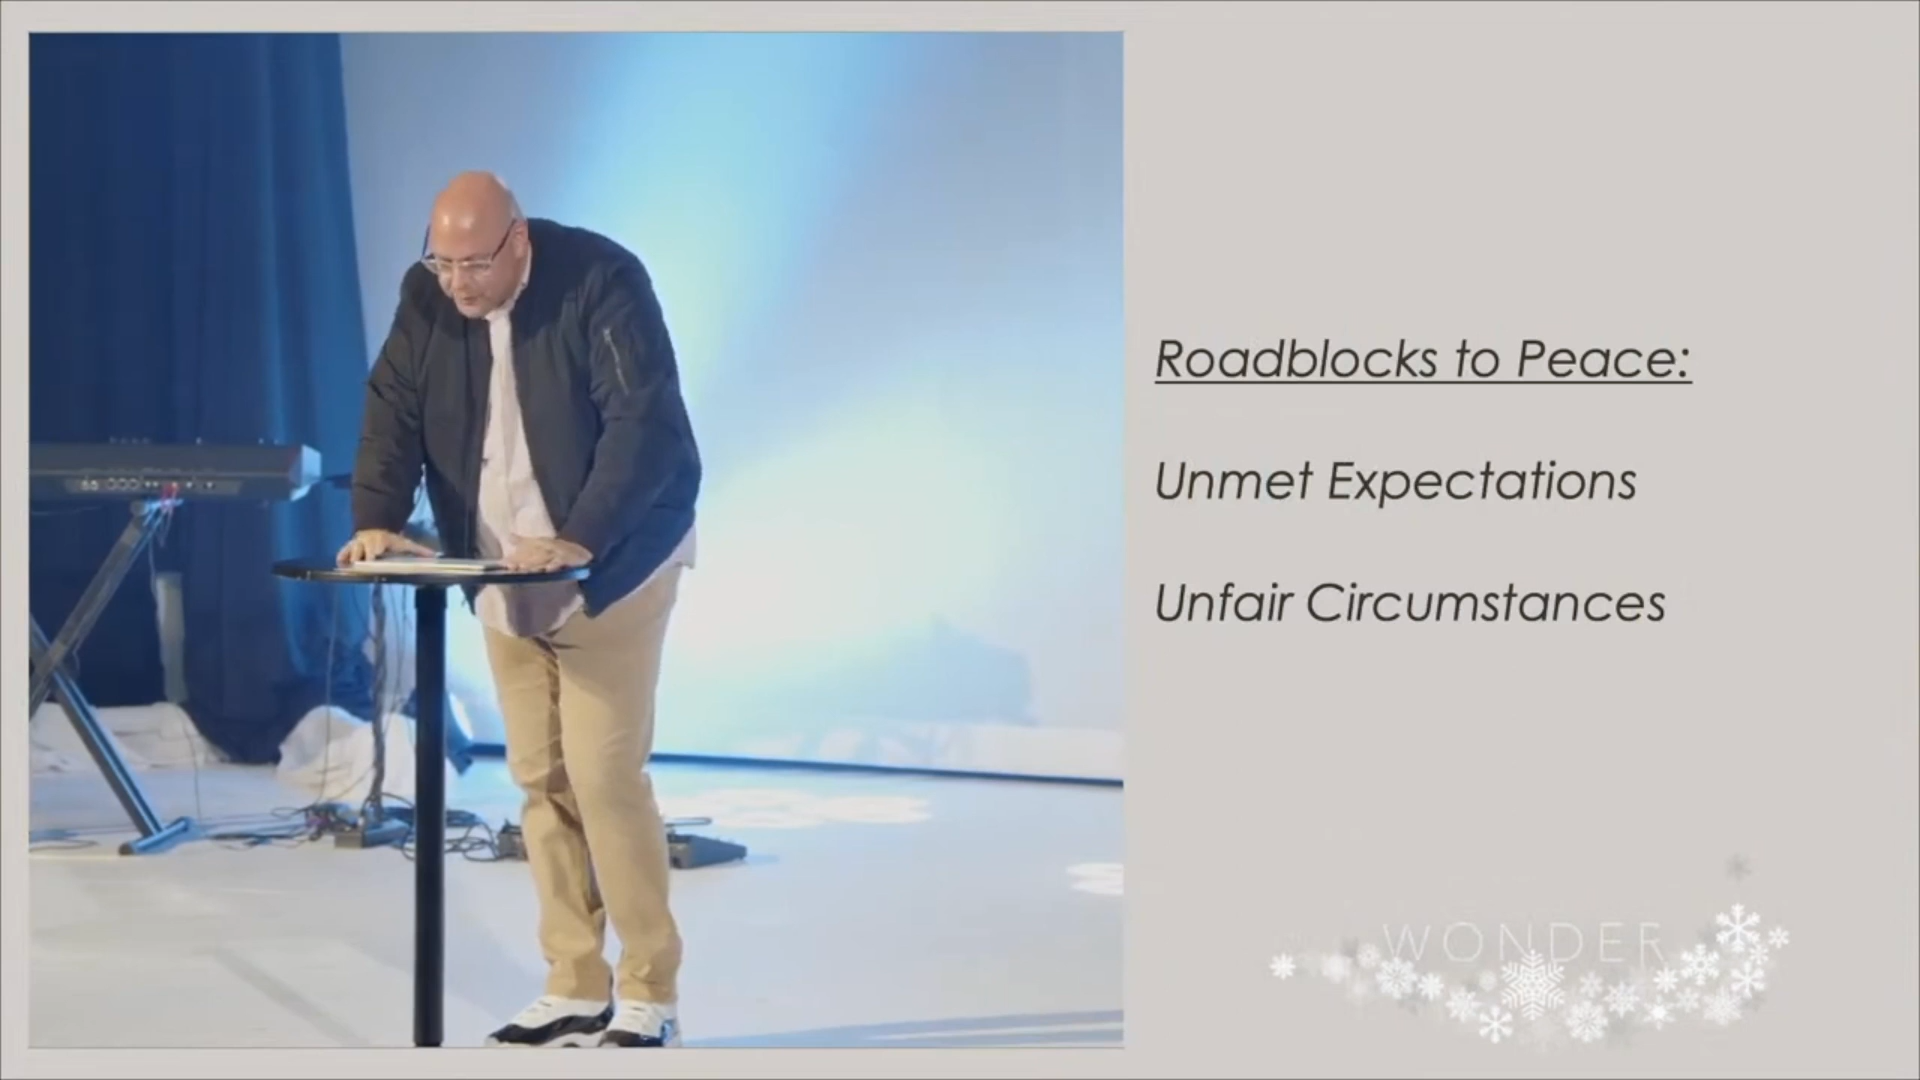 Roadblocks to Peace:
Unmet Expectations
Unfair Circumstances
WONDER